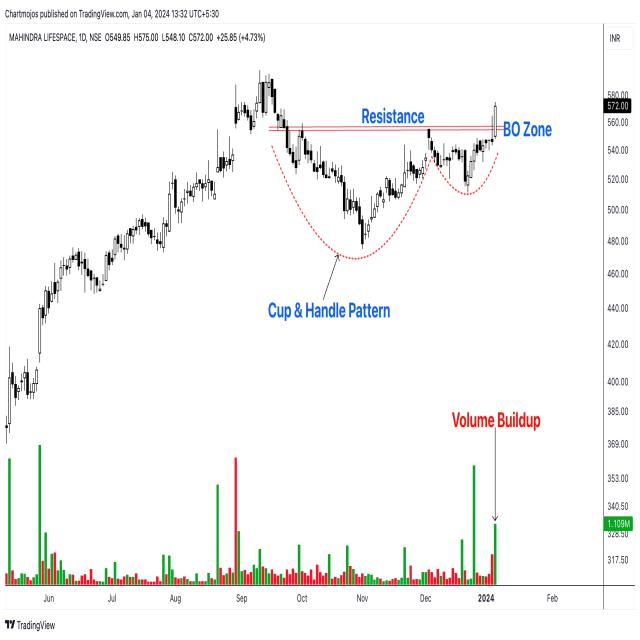 Chartmojos published on TradingView.com, Jan 04, 2024 13:32 UTC+5:30
MAHINDRA LIFESPACE, 1D, NSE O549.85 H575.00 L548.10 C572.00 +25.85 (+4.73%)
INR
580.00
572.00
560.00
Resistance
BO Zone
540.00
520.00
500.00
480.00
460.00
Cup & Handle Pattern
440.00
420.00
400.00
385.00
Volume Buildup
369.00
353.00
340.50
1.109M
328.50
317.50
Jun Jul Aug Sep Oct Nov Dec 2024 Feb
TradingView